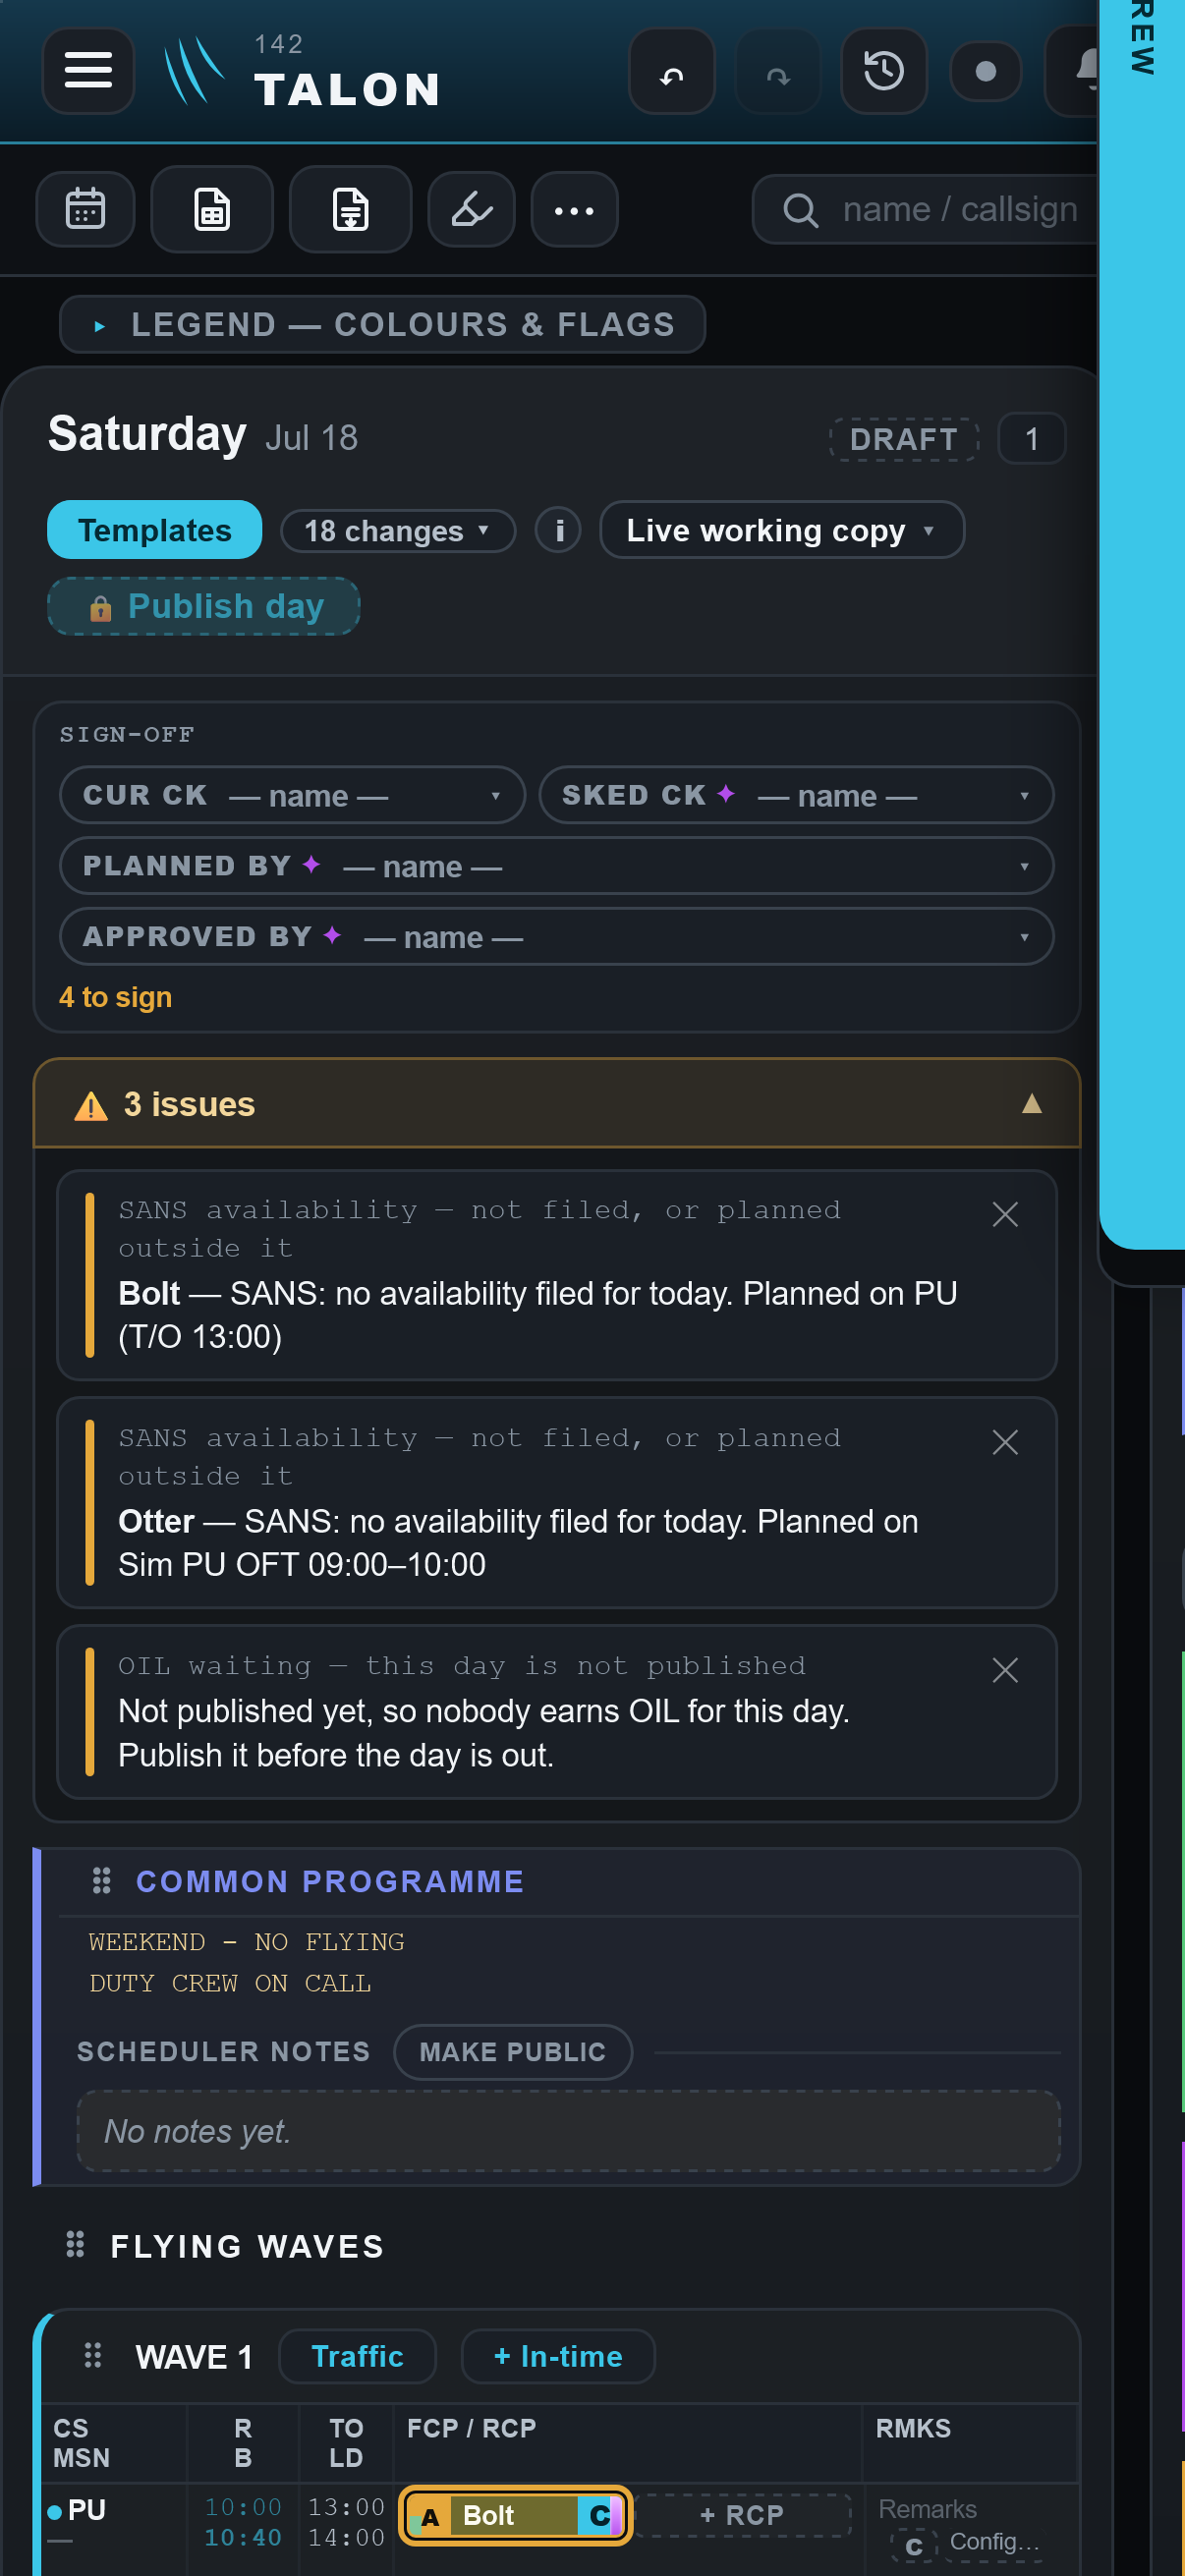 142
TALON
REW
name / callsign
▸ LEGEND — COLOURS & FLAGS
Saturday Jul 18
DRAFT
1
Templates
18 changes ▾
i
Live working copy ▾
🔒 Publish day
SIGN-OFF
CUR CK — name — ▾
SKED CK ✦ — name — ▾
PLANNED BY ✦ — name — ▾
APPROVED BY ✦ — name — ▾
4 to sign
⚠️ 3 issues ▲
SANS availability — not filed, or planned
outside it
Bolt — SANS: no availability filed for today. Planned on PU
(T/O 13:00)
SANS availability — not filed, or planned
outside it
Otter — SANS: no availability filed for today. Planned on
Sim PU OFT 09:00–10:00
OIL waiting — this day is not published
Not published yet, so nobody earns OIL for this day.
Publish it before the day is out.
COMMON PROGRAMME
WEEKEND - NO FLYING
DUTY CREW ON CALL
SCHEDULER NOTES MAKE PUBLIC
No notes yet.
FLYING WAVES
WAVE 1 Traffic + In-time
CS R TO FCP / RCP RMKS
MSN B LD
PU 10:00 13:00 A Bolt C + RCP Remarks
— 10:40 14:00 C Config…